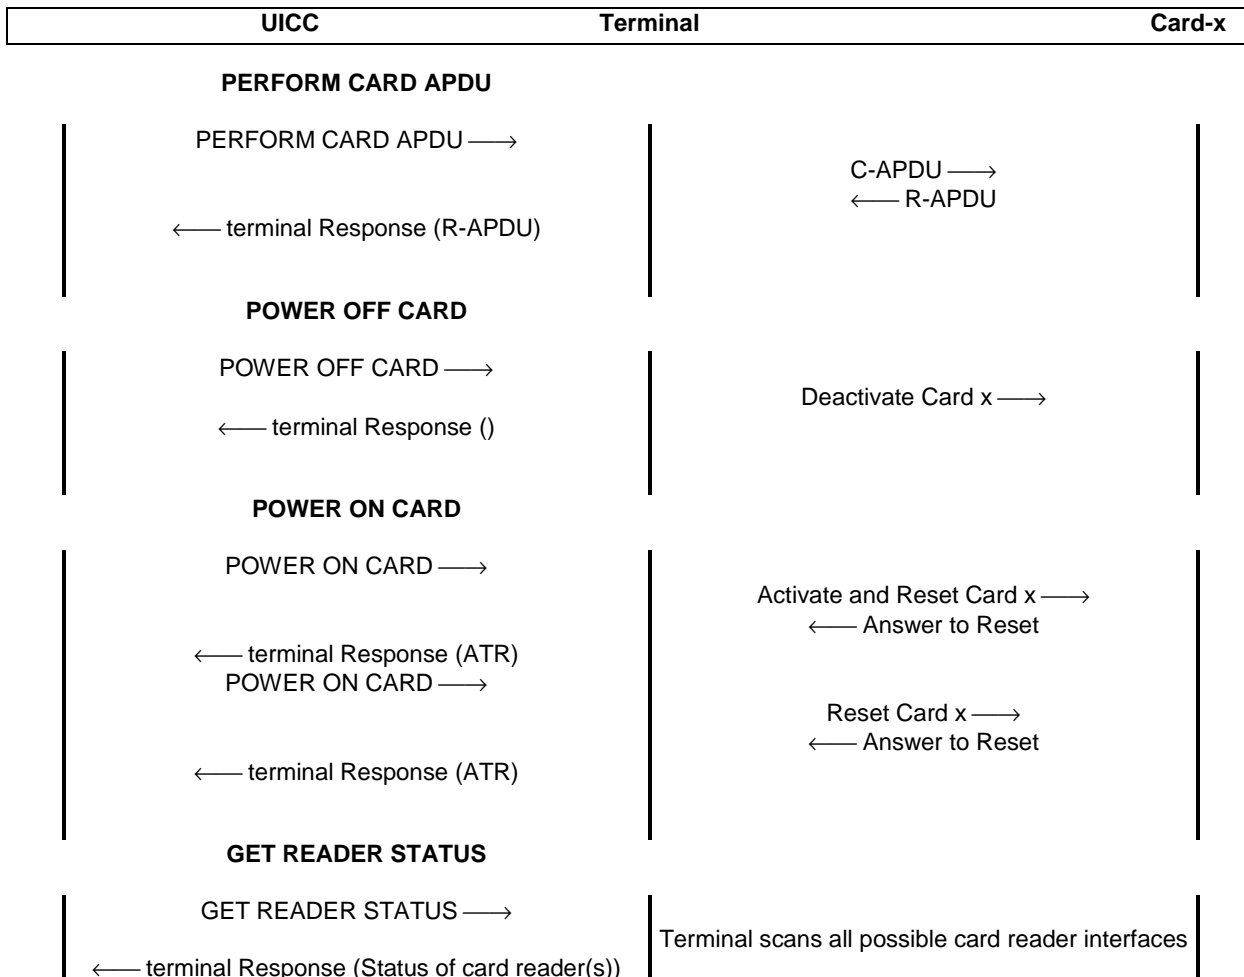 UICC Terminal Card-x
PERFORM CARD APDU
PERFORM CARD APDU ⟶
C-APDU ⟶
⟵ R-APDU
⟵ terminal Response (R-APDU)
POWER OFF CARD
POWER OFF CARD ⟶
Deactivate Card x ⟶
⟵ terminal Response ()
POWER ON CARD
POWER ON CARD ⟶
Activate and Reset Card x ⟶
⟵ Answer to Reset
⟵ terminal Response (ATR)
POWER ON CARD ⟶
Reset Card x ⟶
⟵ Answer to Reset
⟵ terminal Response (ATR)
GET READER STATUS
GET READER STATUS ⟶
Terminal scans all possible card reader interfaces
⟵ terminal Response (Status of card reader(s))